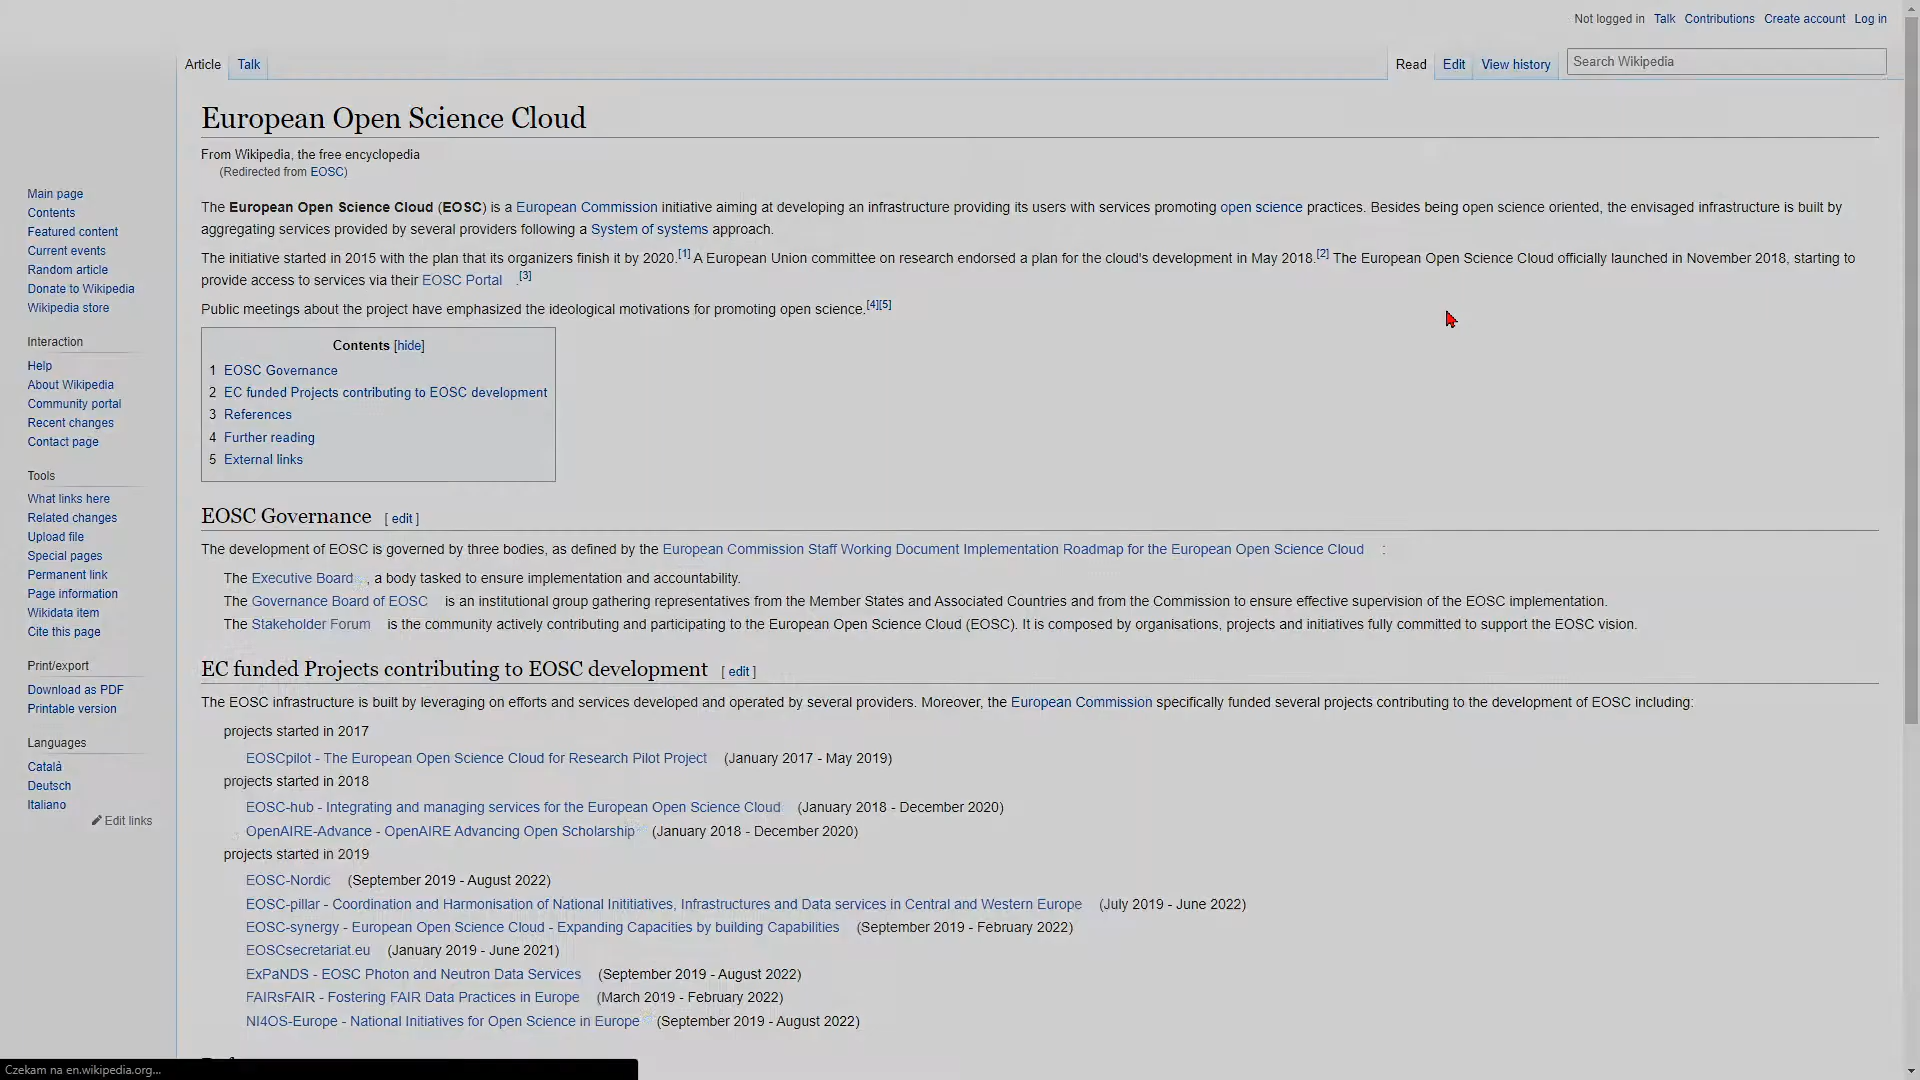 Not logged in Talk Contributions Create account Log in
Article Talk Read Edit View history Search Wikipedia
European Open Science Cloud
From Wikipedia, the free encyclopedia
(Redirected from EOSC)
The European Open Science Cloud (EOSC) is a European Commission initiative aiming at developing an infrastructure providing its users with services promoting open science practices. Besides being open science oriented, the envisaged infrastructure is built by
aggregating services provided by several providers following a System of systems approach.
The initiative started in 2015 with the plan that its organizers finish it by 2020.[1] A European Union committee on research endorsed a plan for the cloud's development in May 2018.[2] The European Open Science Cloud officially launched in November 2018, starting to
provide access to services via their EOSC Portal .[3]
Public meetings about the project have emphasized the ideological motivations for promoting open science.[4][5]
Contents [hide]
1 EOSC Governance
2 EC funded Projects contributing to EOSC development
3 References
4 Further reading
5 External links
EOSC Governance [ edit ]
The development of EOSC is governed by three bodies, as defined by the European Commission Staff Working Document Implementation Roadmap for the European Open Science Cloud :
The Executive Board , a body tasked to ensure implementation and accountability.
The Governance Board of EOSC is an institutional group gathering representatives from the Member States and Associated Countries and from the Commission to ensure effective supervision of the EOSC implementation.
The Stakeholder Forum is the community actively contributing and participating to the European Open Science Cloud (EOSC). It is composed by organisations, projects and initiatives fully committed to support the EOSC vision.
EC funded Projects contributing to EOSC development [ edit ]
The EOSC infrastructure is built by leveraging on efforts and services developed and operated by several providers. Moreover, the European Commission specifically funded several projects contributing to the development of EOSC including:
projects started in 2017
EOSCpilot - The European Open Science Cloud for Research Pilot Project (January 2017 - May 2019)
projects started in 2018
EOSC-hub - Integrating and managing services for the European Open Science Cloud (January 2018 - December 2020)
OpenAIRE-Advance - OpenAIRE Advancing Open Scholarship (January 2018 - December 2020)
projects started in 2019
EOSC-Nordic (September 2019 - August 2022)
EOSC-pillar - Coordination and Harmonisation of National Inititiatives, Infrastructures and Data services in Central and Western Europe (July 2019 - June 2022)
EOSC-synergy - European Open Science Cloud - Expanding Capacities by building Capabilities (September 2019 - February 2022)
EOSCsecretariat.eu (January 2019 - June 2021)
ExPaNDS - EOSC Photon and Neutron Data Services (September 2019 - August 2022)
FAIRsFAIR - Fostering FAIR Data Practices in Europe (March 2019 - February 2022)
NI4OS-Europe - National Initiatives for Open Science in Europe (September 2019 - August 2022)
Main page
Contents
Featured content
Current events
Random article
Donate to Wikipedia
Wikipedia store
Interaction
Help
About Wikipedia
Community portal
Recent changes
Contact page
Tools
What links here
Related changes
Upload file
Special pages
Permanent link
Page information
Wikidata item
Cite this page
Print/export
Download as PDF
Printable version
Languages
Català
Deutsch
Italiano
Edit links
Czekam na en.wikipedia.org...